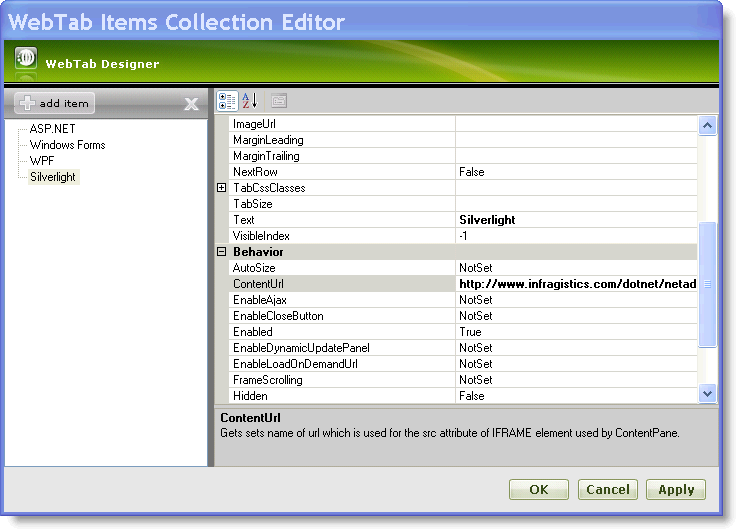 WebTab Items Collection Editor
WebTab Designer
add item
ASP.NET
Windows Forms
WPF
Silverlight
ImageUrl
MarginLeading
MarginTrailing
NextRow False
TabCssClasses
TabSize
Text Silverlight
VisibleIndex -1
Behavior
AutoSize NotSet
ContentUrl http://www.infragistics.com/dotnet/netad
EnableAjax NotSet
EnableCloseButton NotSet
Enabled True
EnableDynamicUpdatePanel NotSet
EnableLoadOnDemandUrl NotSet
FrameScrolling NotSet
Hidden False
ContentUrl
Gets sets name of url which is used for the src attribute of IFRAME element used by ContentPane.
OK Cancel Apply